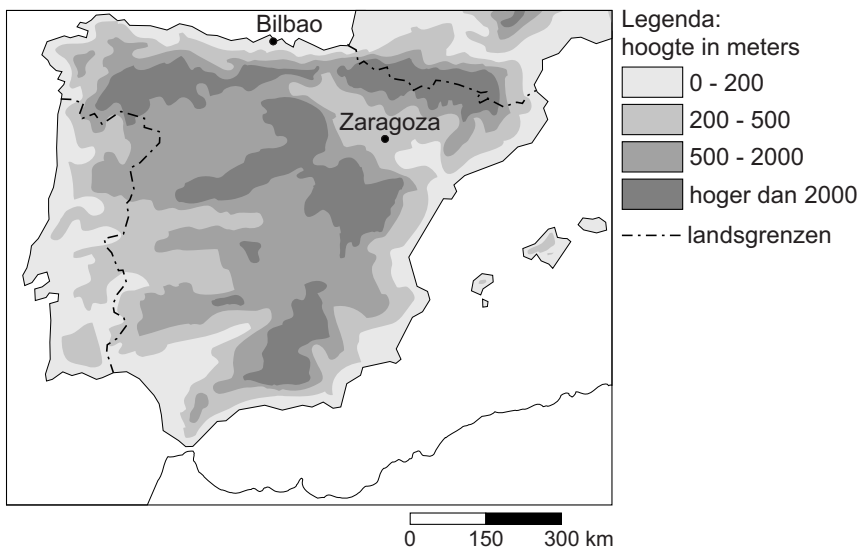 Bilbao
Zaragoza
Legenda:
hoogte in meters
0 - 200
200 - 500
500 - 2000
hoger dan 2000
landsgrenzen
0 150 300 km